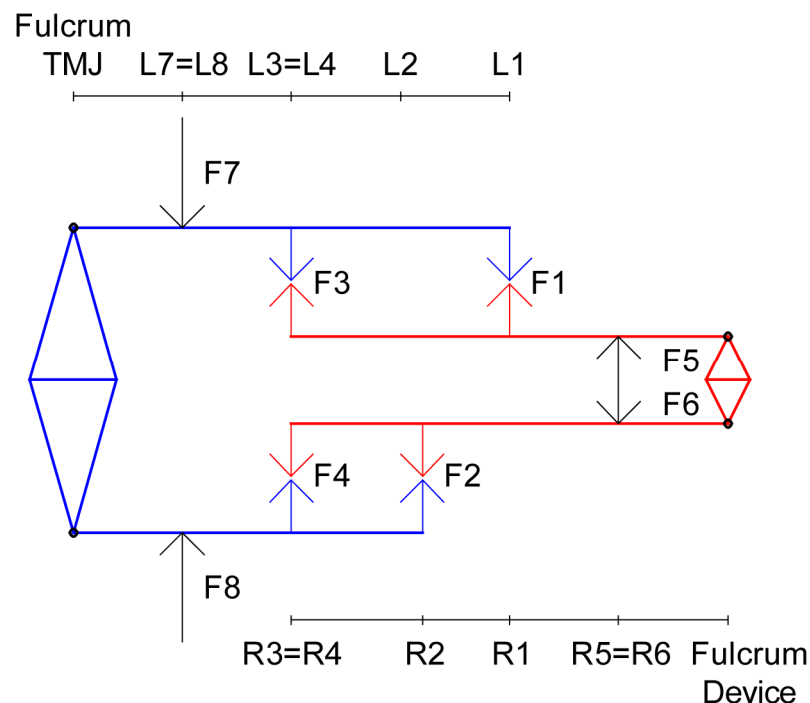 Fulcrum
TMJ L7=L8 L3=L4 L2 L1
F7
F3 F1
F5
F6
F4 F2
F8
R3=R4 R2 R1 R5=R6 Fulcrum
Device